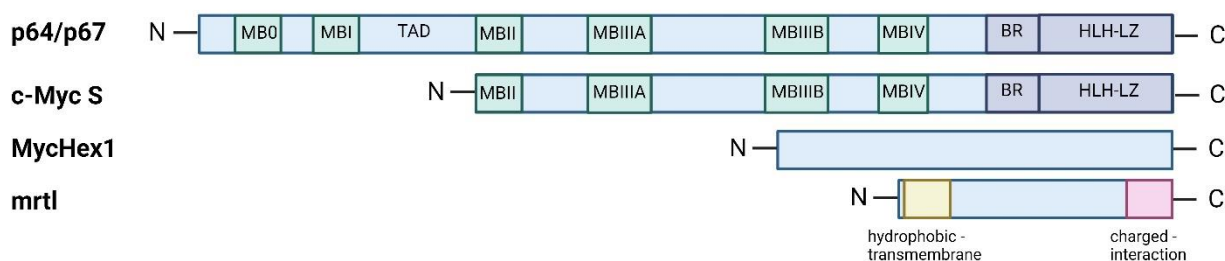 p64/p67 N MB0 MBI TAD MBII MBIIIA MBIIIB MBIV BR HLH-LZ C
c-Myc S N MBII MBIIIA MBIIIB MBIV BR HLH-LZ C
MycHex1 N C
mrtl N C
hydrophobic - charged -
transmembrane interaction